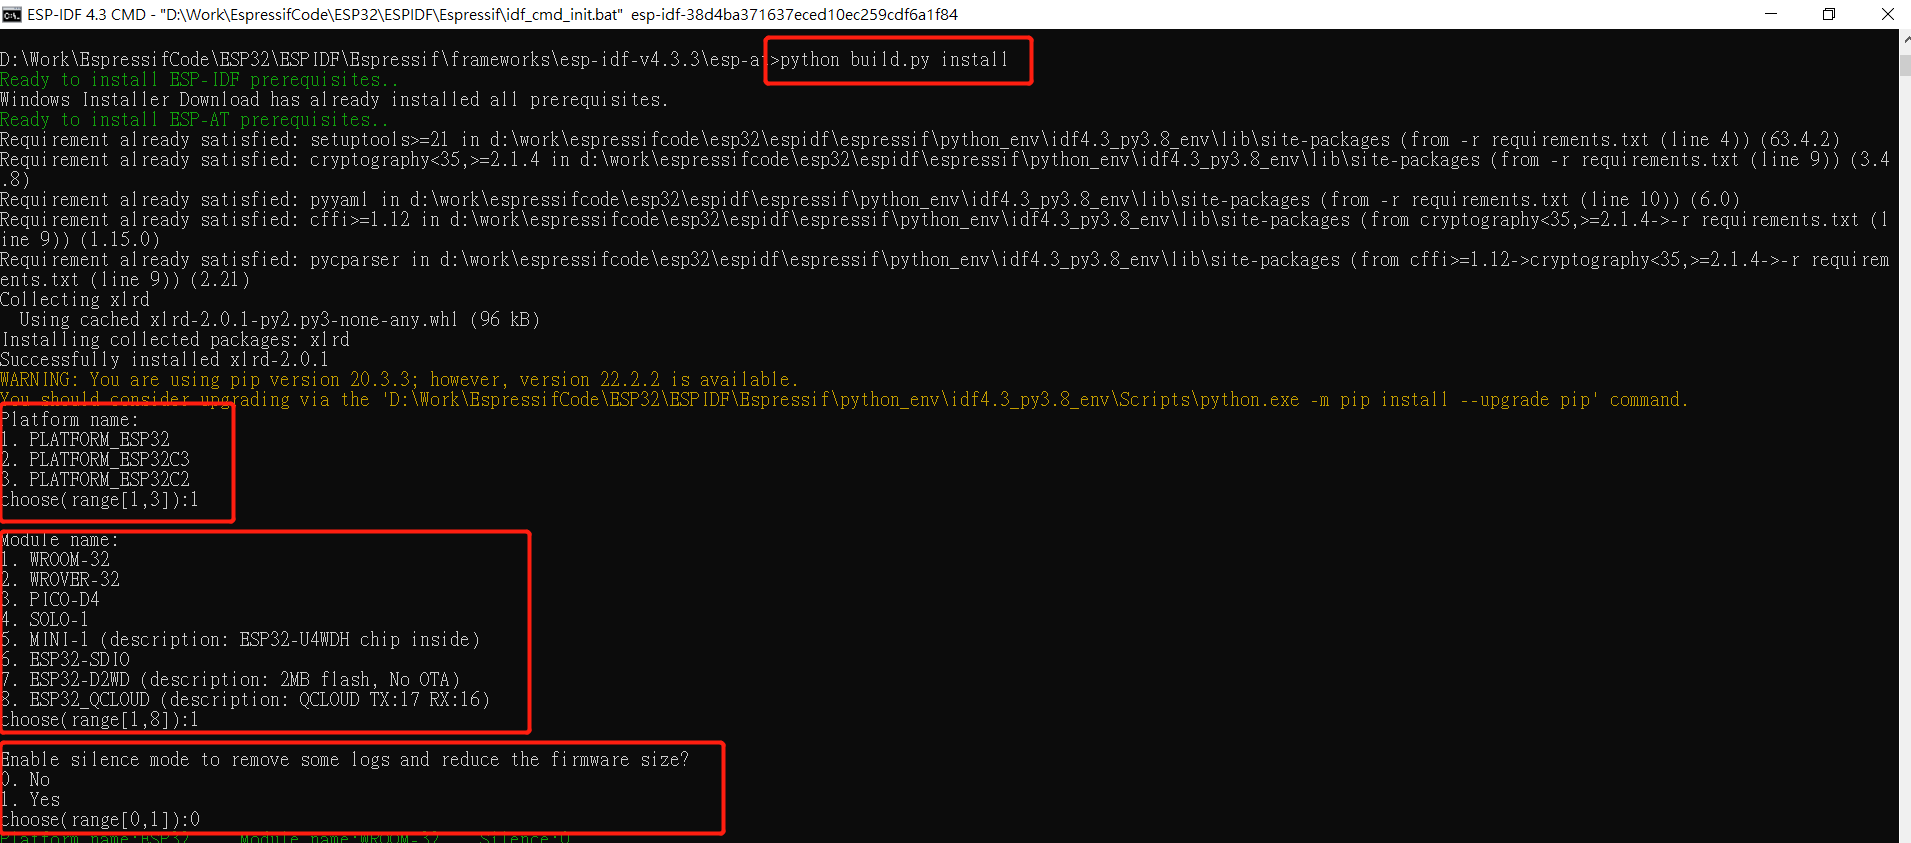 ESP-IDF 4.3 CMD - "D:\Work\EspressifCode\ESP32\ESPIDF\Espressif\idf_cmd_init.bat"  esp-idf-38d4ba371637eced10ec259cdf6a1f84
D:\Work\EspressifCode\ESP32\ESPIDF\Espressif\frameworks\esp-idf-v4.3.3\esp-at>python build.py install
Ready to install ESP-IDF prerequisites..
Windows Installer Download has already installed all prerequisites.
Ready to install ESP-AT prerequisites..
Requirement already satisfied: setuptools>=21 in d:\work\espressifcode\esp32\espidf\espressif\python_env\idf4.3_py3.8_env\lib\site-packages (from -r requirements.txt (line 4)) (63.4.2)
Requirement already satisfied: cryptography<35,>=2.1.4 in d:\work\espressifcode\esp32\espidf\espressif\python_env\idf4.3_py3.8_env\lib\site-packages (from -r requirements.txt (line 9)) (3.4
.8)
Requirement already satisfied: pyyaml in d:\work\espressifcode\esp32\espidf\espressif\python_env\idf4.3_py3.8_env\lib\site-packages (from -r requirements.txt (line 10)) (6.0)
Requirement already satisfied: cffi>=1.12 in d:\work\espressifcode\esp32\espidf\espressif\python_env\idf4.3_py3.8_env\lib\site-packages (from cryptography<35,>=2.1.4->-r requirements.txt (l
ine 9)) (1.15.0)
Requirement already satisfied: pycparser in d:\work\espressifcode\esp32\espidf\espressif\python_env\idf4.3_py3.8_env\lib\site-packages (from cffi>=1.12->cryptography<35,>=2.1.4->-r requirem
ents.txt (line 9)) (2.21)
Collecting xlrd
  Using cached xlrd-2.0.1-py2.py3-none-any.whl (96 kB)
Installing collected packages: xlrd
Successfully installed xlrd-2.0.1
WARNING: You are using pip version 20.3.3; however, version 22.2.2 is available.
You should consider upgrading via the 'D:\Work\EspressifCode\ESP32\ESPIDF\Espressif\python_env\idf4.3_py3.8_env\Scripts\python.exe -m pip install --upgrade pip' command.
Platform name:
1. PLATFORM_ESP32
2. PLATFORM_ESP32C3
3. PLATFORM_ESP32C2
choose(range[1,3]):1
Module name:
1. WROOM-32
2. WROVER-32
3. PICO-D4
4. SOLO-1
5. MINI-1 (description: ESP32-U4WDH chip inside)
6. ESP32-SDIO
7. ESP32-D2WD (description: 2MB flash, No OTA)
8. ESP32_QCLOUD (description: QCLOUD TX:17 RX:16)
choose(range[1,8]):1
Enable silence mode to remove some logs and reduce the firmware size?
0. No
1. Yes
choose(range[0,1]):0
Platform name:ESP32     Module name:WROOM-32    Silence:0